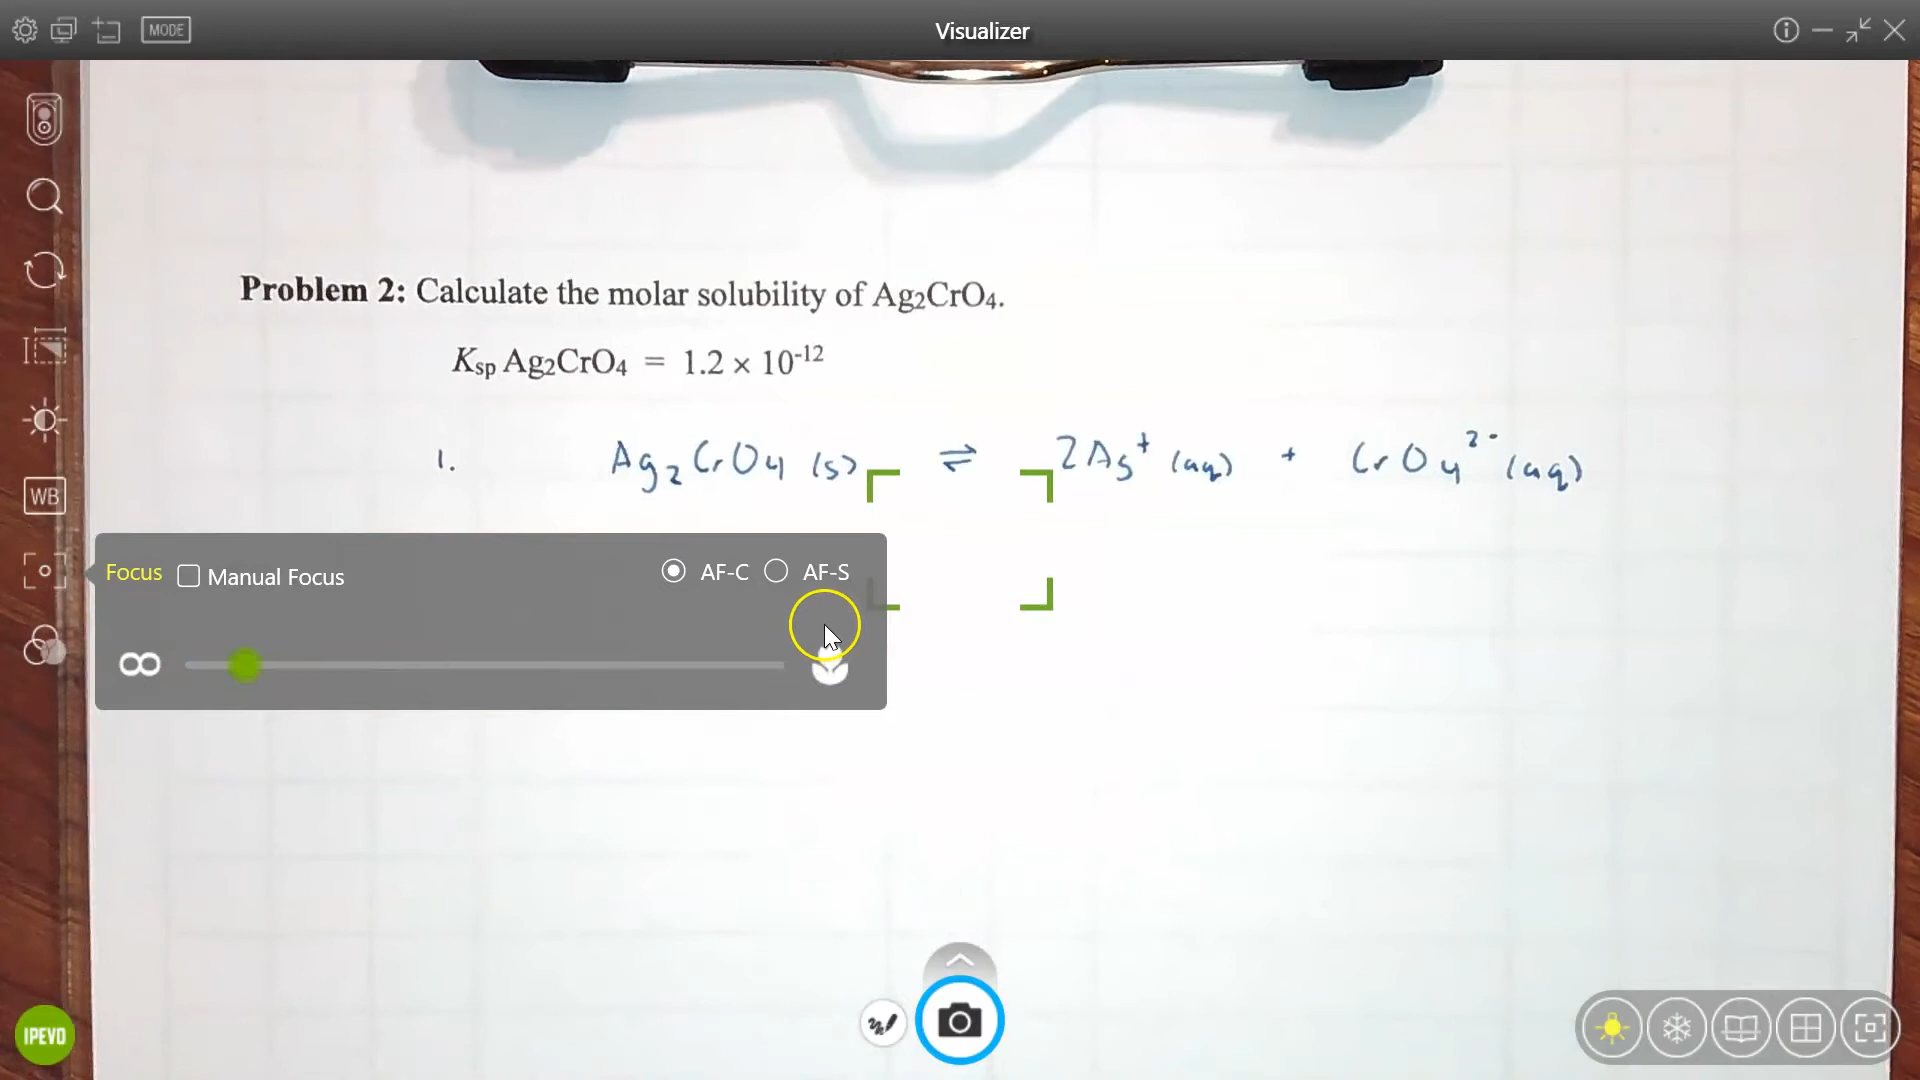 MODE
Visualizer
Problem 2: Calculate the molar solubility of Ag₂CrO₄.
Ksp Ag₂CrO₄ = 1.2 × 10⁻¹²
1. Ag₂CrO₄ (s) ⇌ 2Ag⁺ (aq) + CrO₄²⁻ (aq)
WB
Focus Manual Focus AF-C AF-S
IPEVO